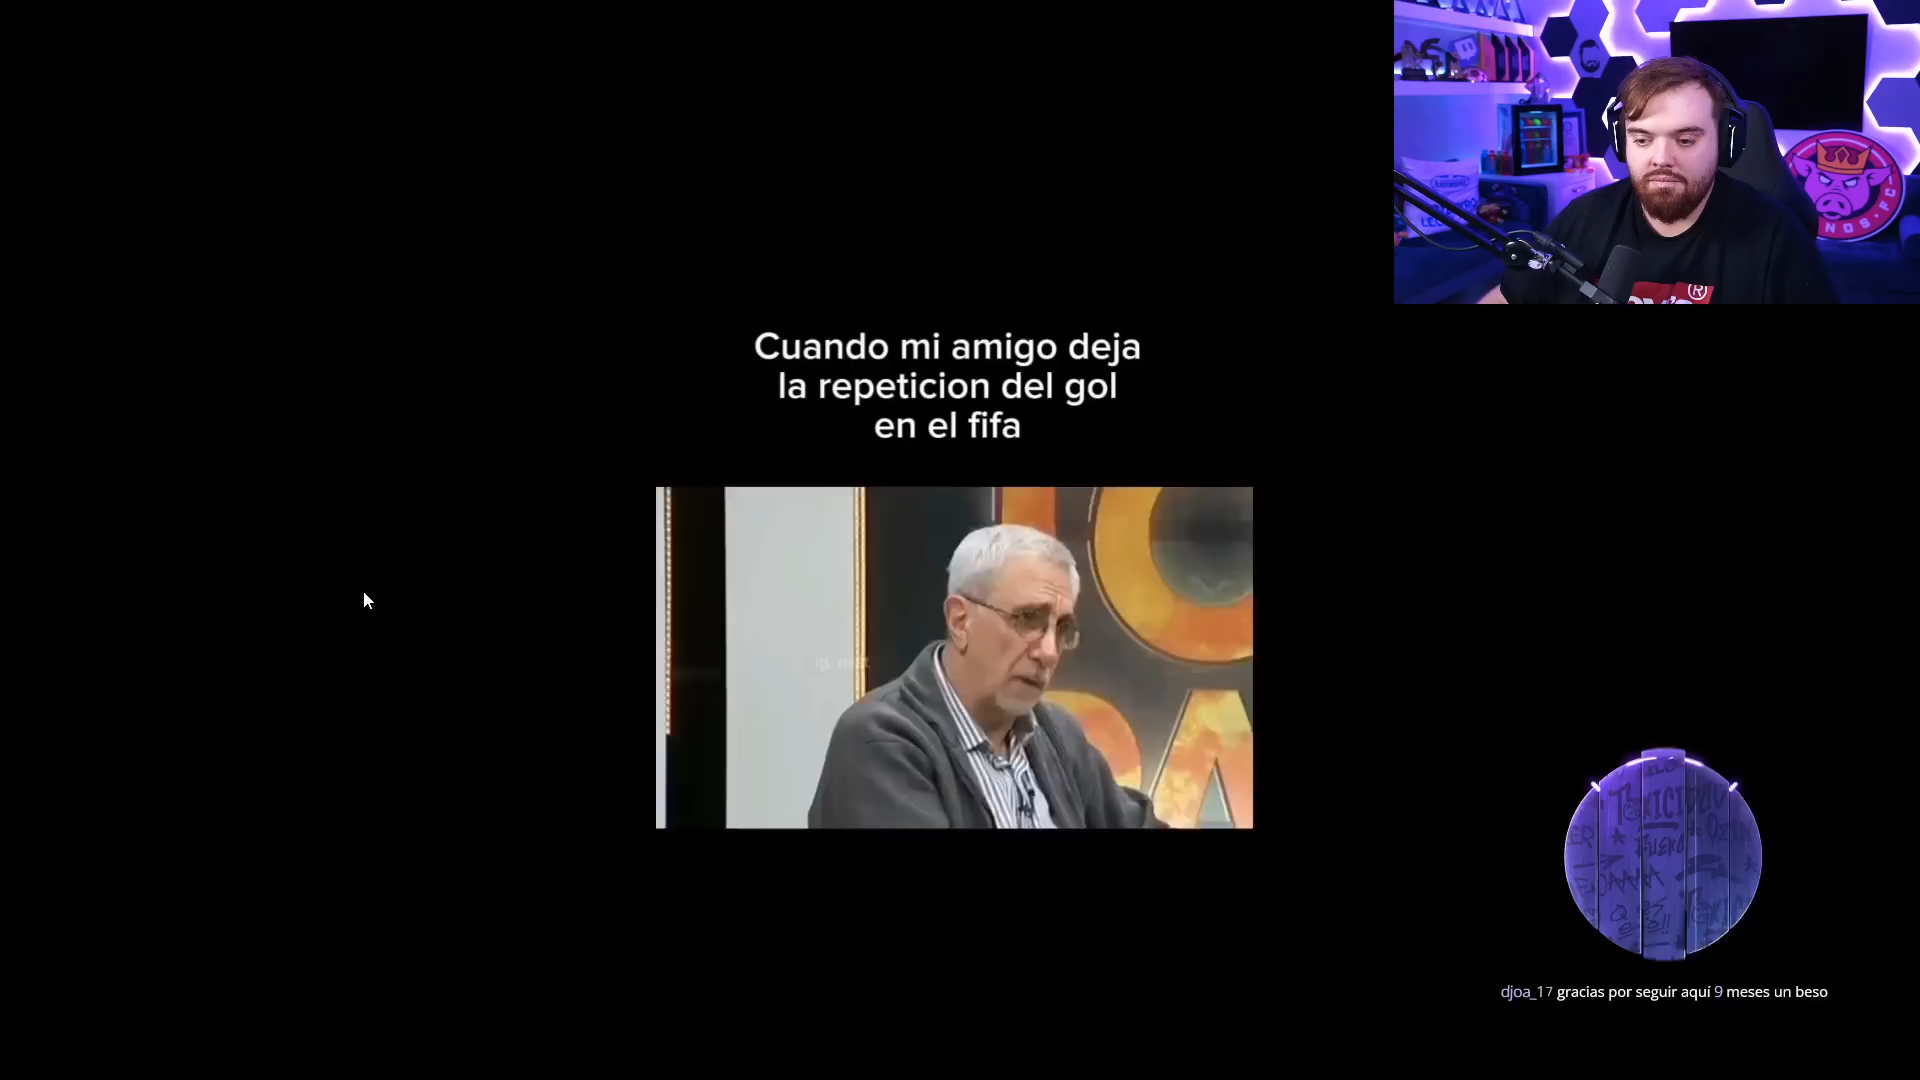 Cuando mi amigo deja
la repeticion del gol
en el fifa
djoa_17 gracias por seguir aquí 9 meses un beso